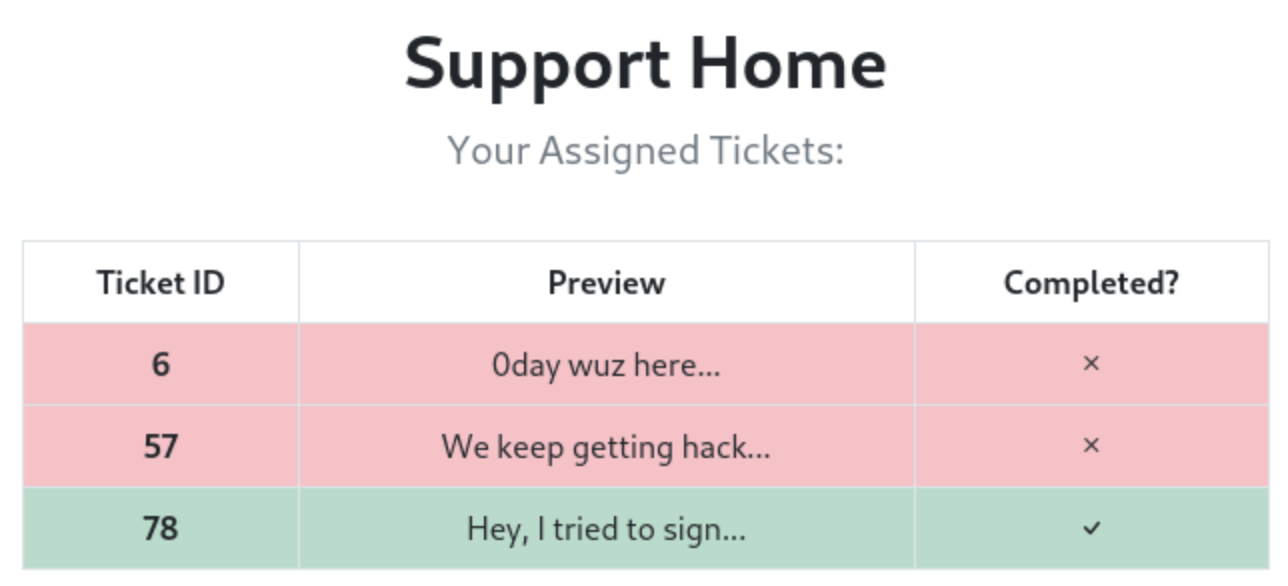 Support Home
Your Assigned Tickets:
Ticket ID Preview Completed?
6 0day wuz here... ×
57 We keep getting hack... ×
78 Hey, I tried to sign... ✓